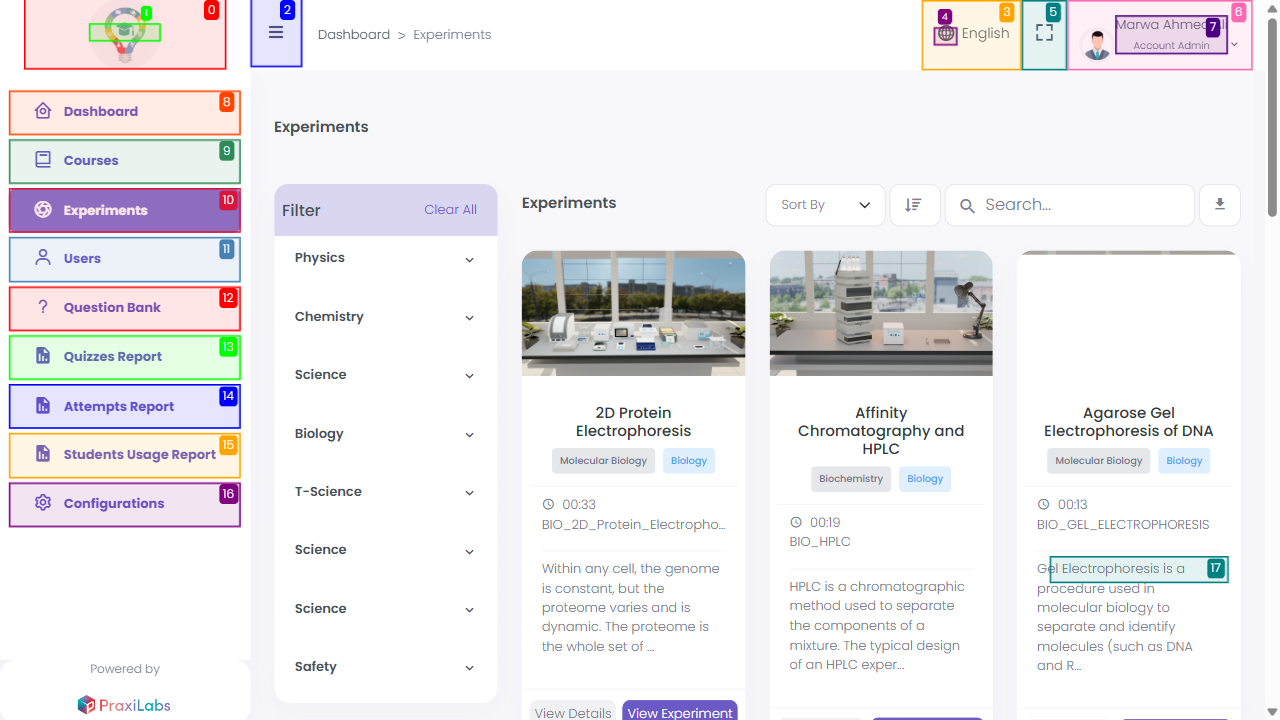 0
1
2
Dashboard > Experiments
3
4
English
5
6
Marwa Ahmed
7
Account Admin
8
Dashboard
9
Courses
10
Experiments
11
Users
12
Question Bank
13
Quizzes Report
14
Attempts Report
15
Students Usage Report
16
Configurations
Powered by
PraxiLabs
Experiments
Filter
Clear All
Physics
Chemistry
Science
Biology
T-Science
Science
Science
Safety
Experiments
Sort By
Search...
2D Protein
Electrophoresis
Molecular Biology
Biology
00:33
BIO_2D_Protein_Electropho...
Within any cell, the genome
is constant, but the
proteome varies and is
dynamic. The proteome is
the whole set of ...
View Details
View Experiment
Affinity
Chromatography and
HPLC
Biochemistry
Biology
00:19
BIO_HPLC
HPLC is a chromatographic
method used to separate
the components of a
mixture. The typical design
of an HPLC exper...
Agarose Gel
Electrophoresis of DNA
Molecular Biology
Biology
00:13
BIO_GEL_ELECTROPHORESIS
Gel Electrophoresis is a
17
procedure used in
molecular biology to
separate and identify
molecules (such as DNA
and R...